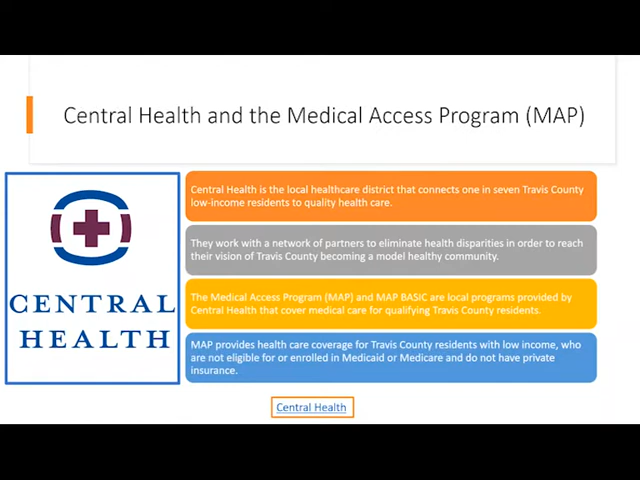 Central Health and the Medical Access Program (MAP)
CENTRAL
HEALTH
Central Health is the local healthcare district that connects one in seven Travis County
low-income residents to quality health care.
They work with a network of partners to eliminate health disparities in order to reach
their vision of Travis County becoming a model healthy community.
The Medical Access Program (MAP) and MAP BASIC are local programs provided by
Central Health that cover medical care for qualifying Travis County residents.
MAP provides health care coverage for Travis County residents with low income, who
are not eligible for or enrolled in Medicaid or Medicare and do not have private
insurance.
Central Health